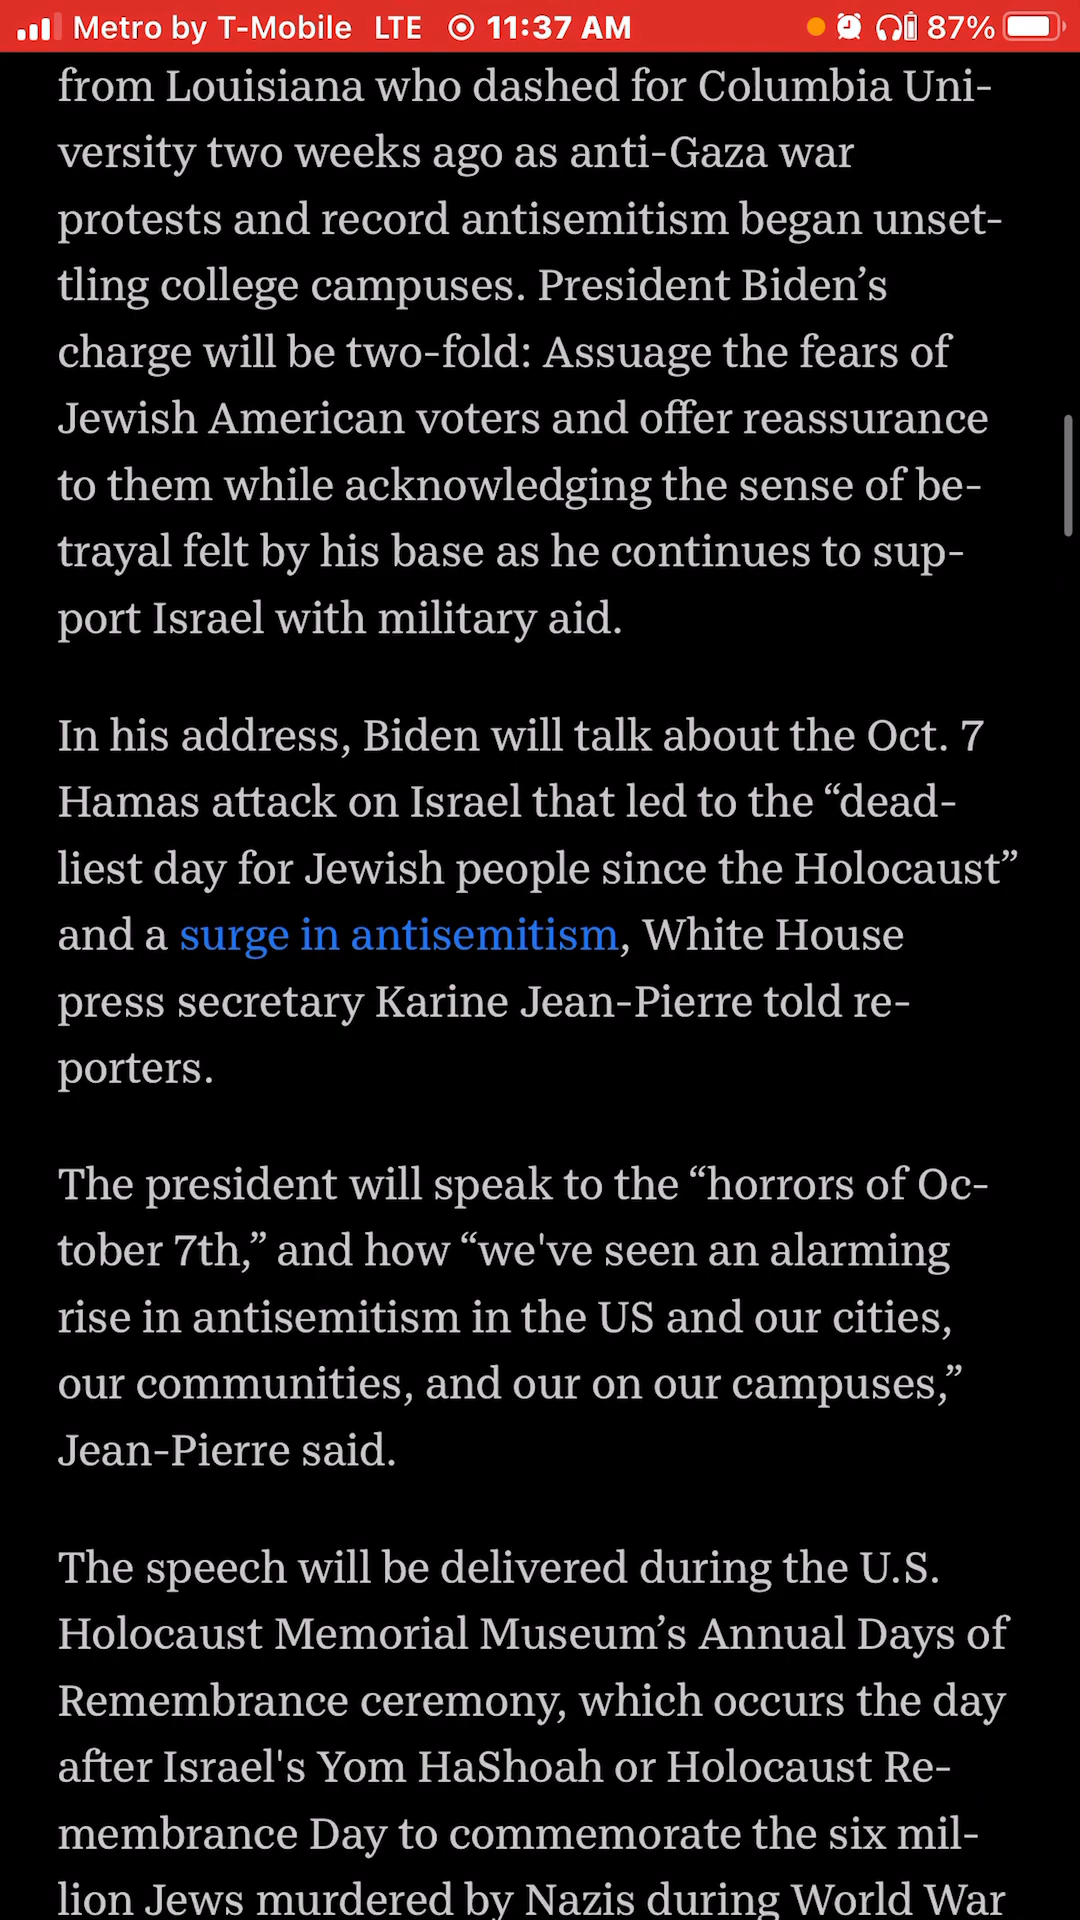 Metro by T-Mobile LTE 11:37 AM 87%
from Louisiana who dashed for Columbia Uni-
versity two weeks ago as anti-Gaza war
protests and record antisemitism began unset-
tling college campuses. President Biden’s
charge will be two-fold: Assuage the fears of
Jewish American voters and offer reassurance
to them while acknowledging the sense of be-
trayal felt by his base as he continues to sup-
port Israel with military aid.
In his address, Biden will talk about the Oct. 7
Hamas attack on Israel that led to the “dead-
liest day for Jewish people since the Holocaust”
and a surge in antisemitism, White House
press secretary Karine Jean-Pierre told re-
porters.
The president will speak to the “horrors of Oc-
tober 7th,” and how “we've seen an alarming
rise in antisemitism in the US and our cities,
our communities, and our on our campuses,”
Jean-Pierre said.
The speech will be delivered during the U.S.
Holocaust Memorial Museum’s Annual Days of
Remembrance ceremony, which occurs the day
after Israel's Yom HaShoah or Holocaust Re-
membrance Day to commemorate the six mil-
lion Jews murdered by Nazis during World War